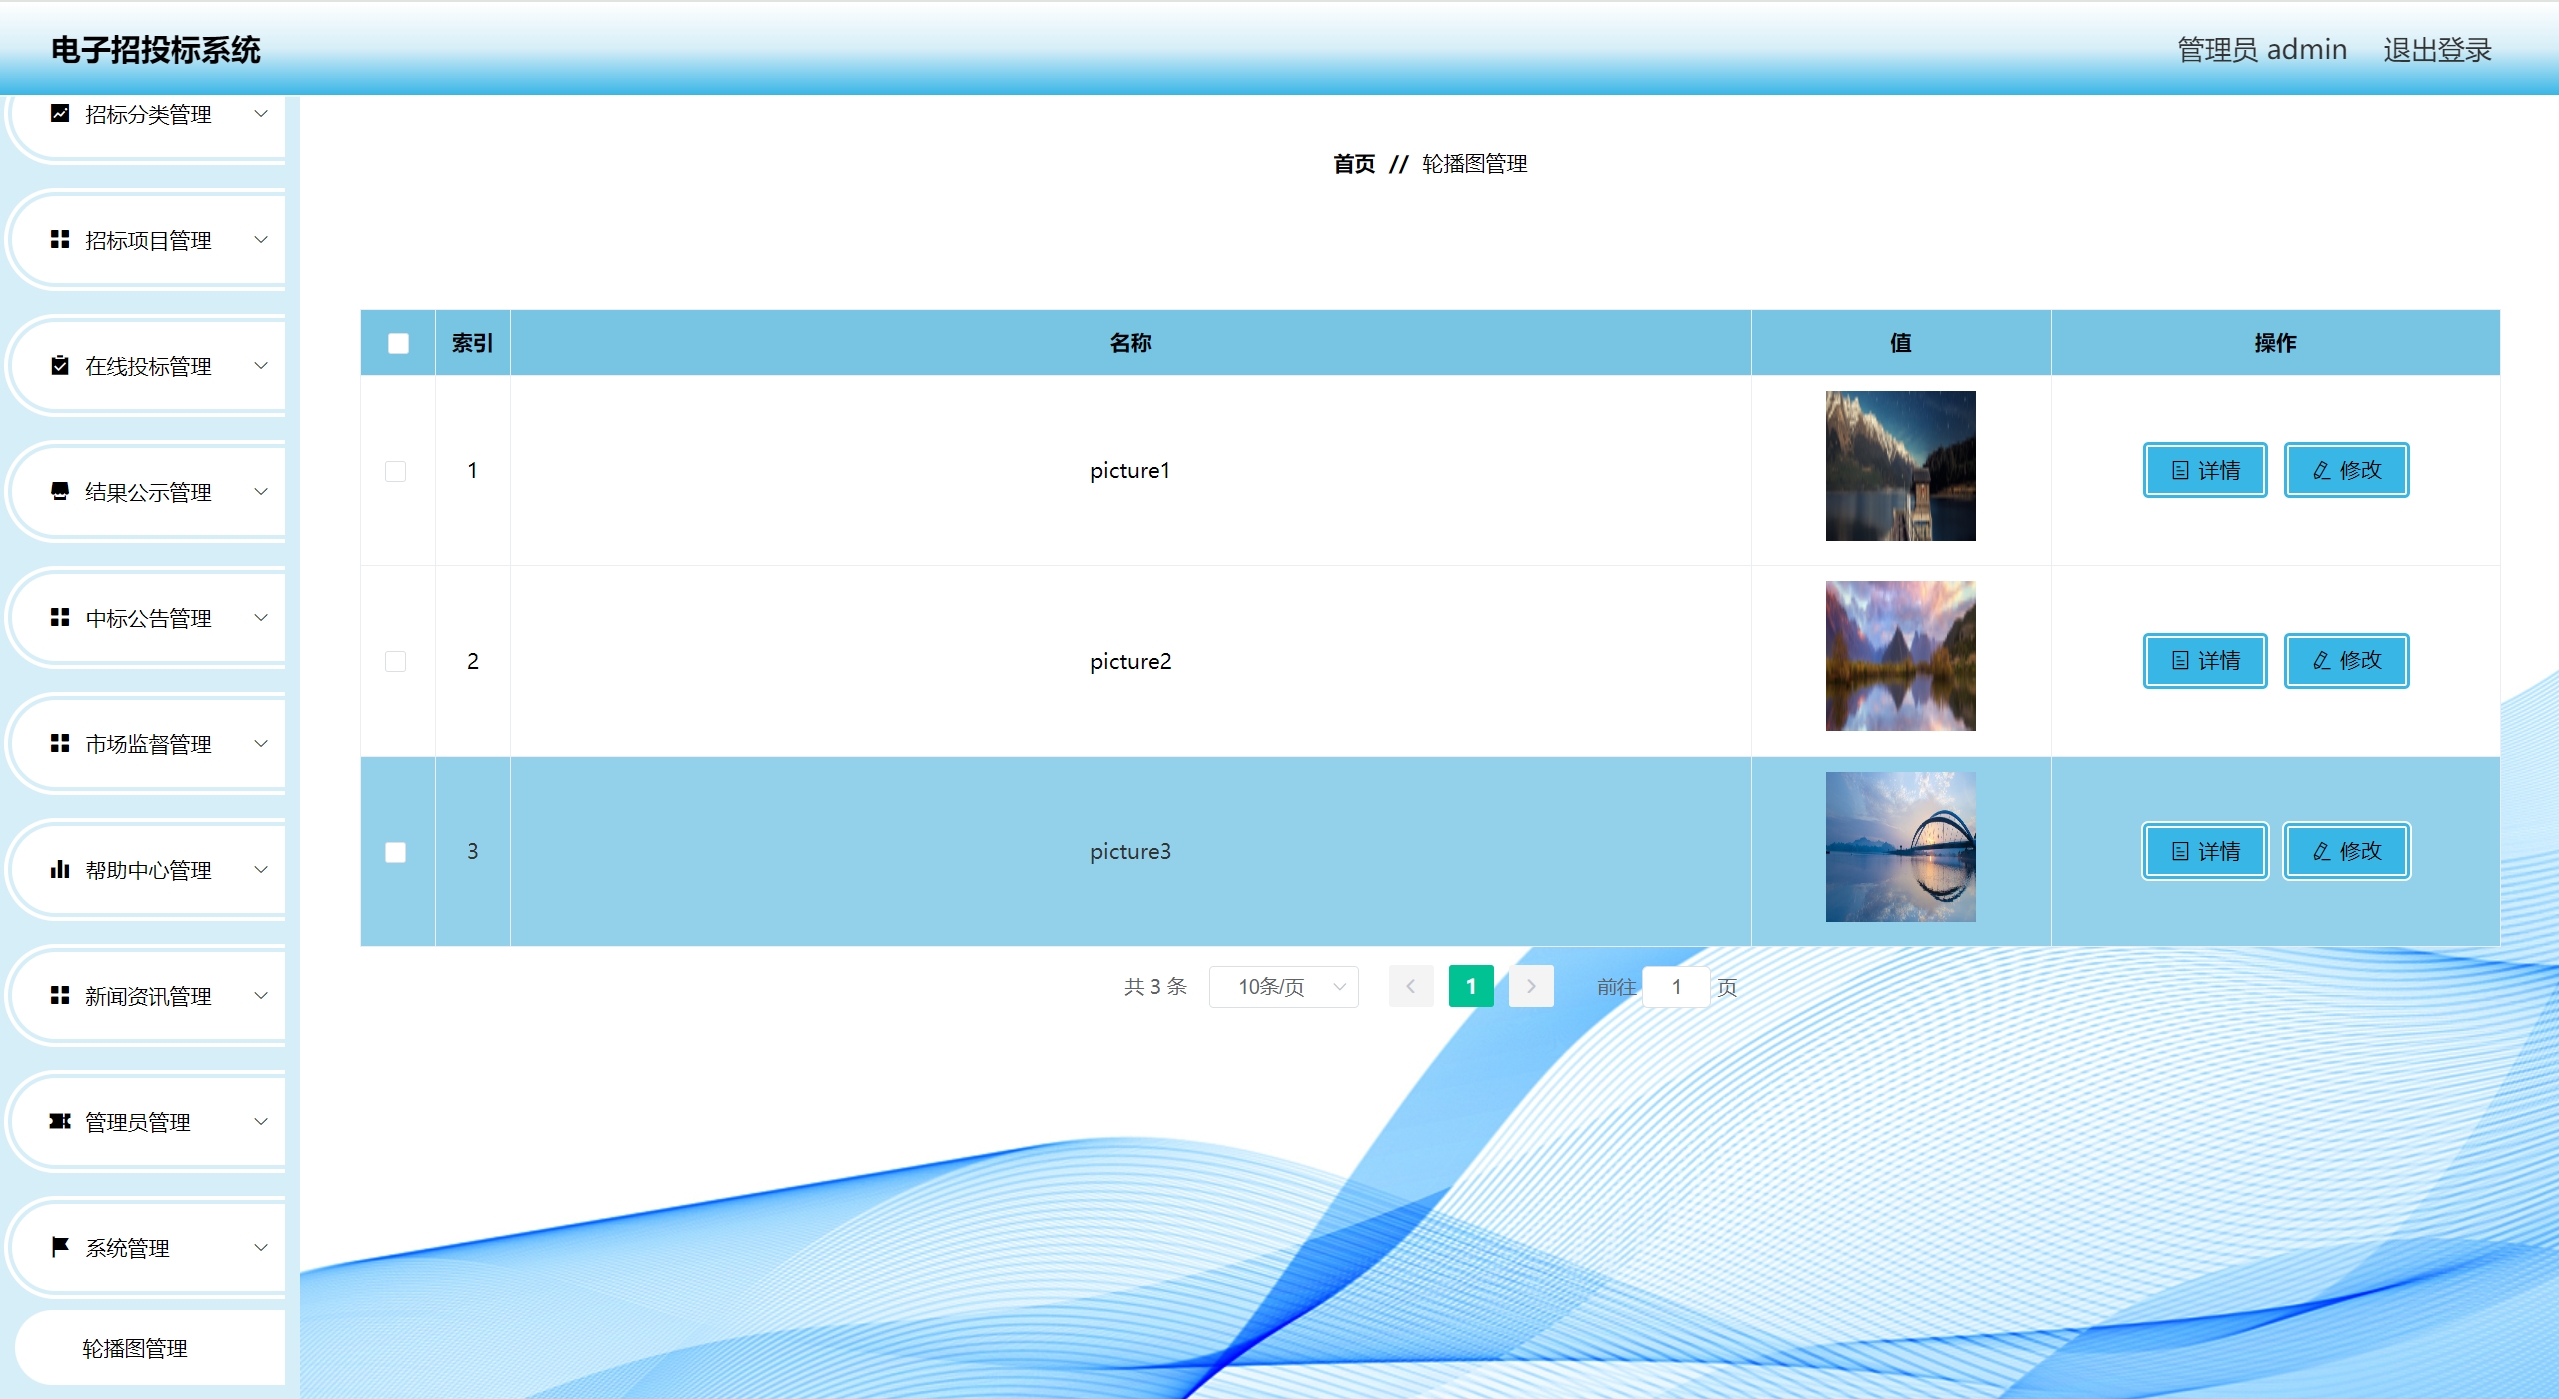 电子招投标系统
管理员 admin 退出登录
招标分类管理
招标项目管理
在线投标管理
结果公示管理
中标公告管理
市场监督管理
帮助中心管理
新闻资讯管理
管理员管理
系统管理
轮播图管理
首页 // 轮播图管理
索引 名称 值 操作
1 picture1 详情 修改
2 picture2 详情 修改
3 picture3 详情 修改
共 3 条 10条/页 1 前往 1 页